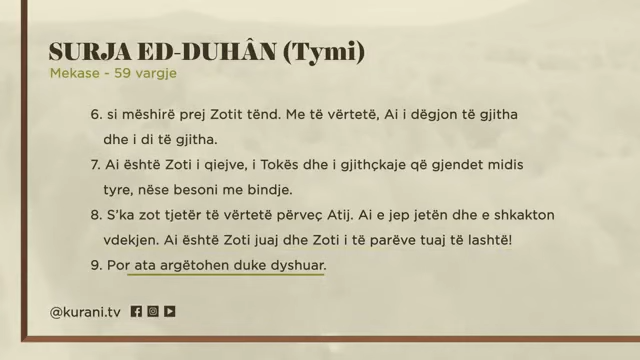 SURJA ED-DUHÂN (Tymi)
Mekase - 59 vargje
6. si mëshirë prej Zotit tënd. Me të vërtetë, Ai i dëgjon të gjitha
dhe i di të gjitha.
7. Ai është Zoti i qiejve, i Tokës dhe i gjithçkaje që gjendet midis
tyre, nëse besoni me bindje.
8. S'ka zot tjetër të vërtetë përveç Atij. Ai e jep jetën dhe e shkakton
vdekjen. Ai është Zoti juaj dhe Zoti i të parëve tuaj të lashtë!
9. Por ata argëtohen duke dyshuar.
@kurani.tv